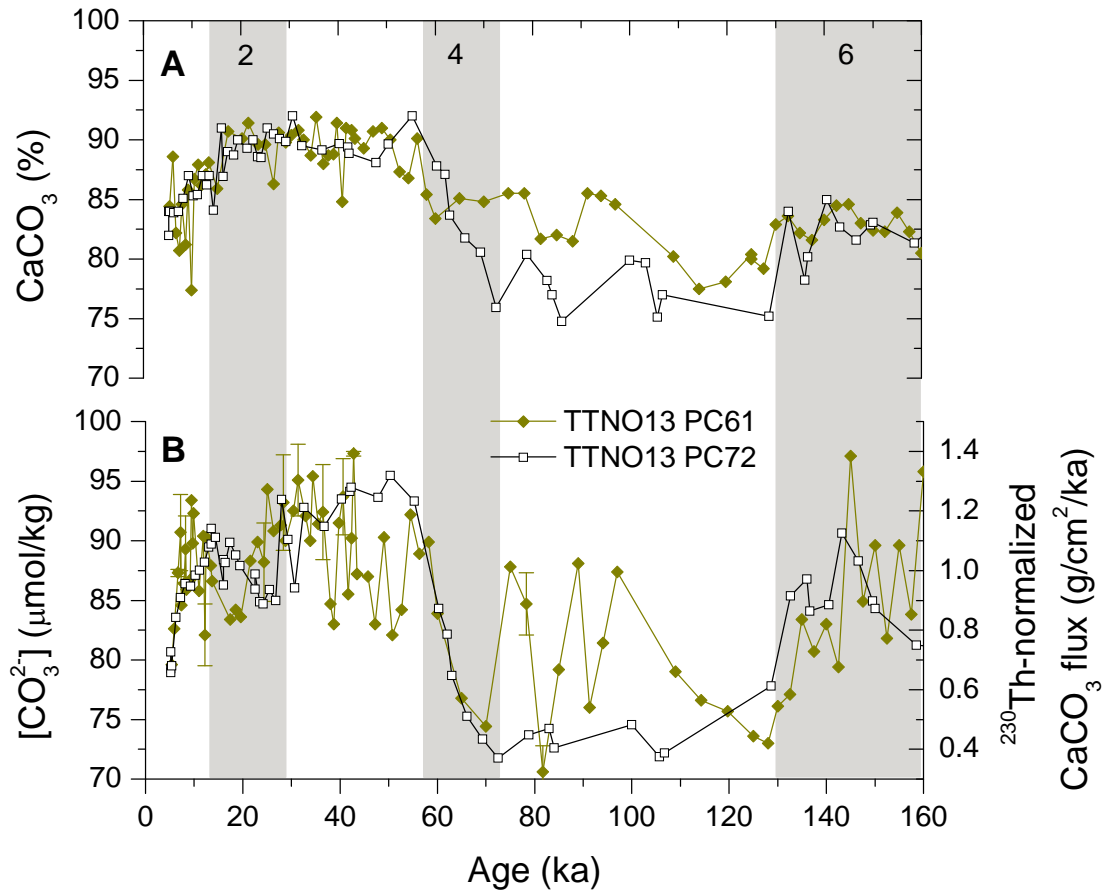 A
2
4
6
100
95
90
85
80
75
70
CaCO₃ (%)
B
TTNO13 PC61
TTNO13 PC72
100
95
90
85
80
75
70
[CO₃²⁻] (μmol/kg)
1.4
1.2
1.0
0.8
0.6
0.4
²³⁰Th-normalized
CaCO₃ flux (g/cm²/ka)
0 20 40 60 80 100 120 140 160
Age (ka)